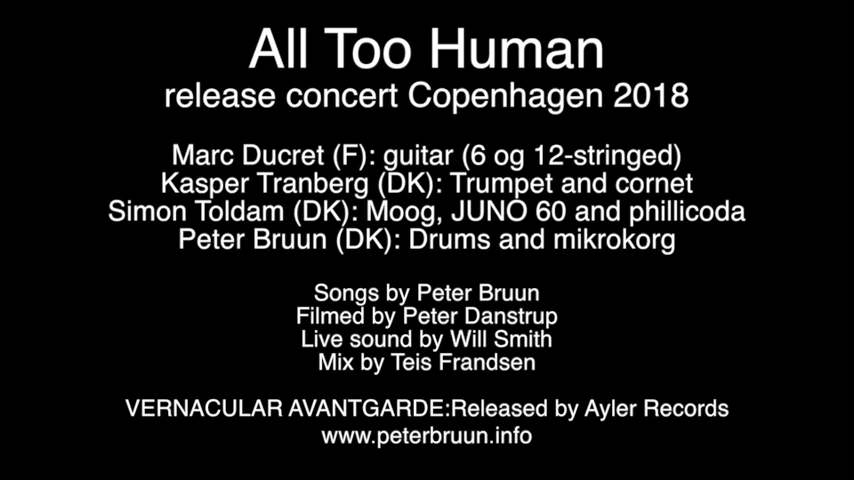 All Too Human
release concert Copenhagen 2018
Marc Ducret (F): guitar (6 og 12-stringed)
Kasper Tranberg (DK): Trumpet and cornet
Simon Toldam (DK): Moog, JUNO 60 and phillicoda
Peter Bruun (DK): Drums and mikrokorg
Songs by Peter Bruun
Filmed by Peter Danstrup
Live sound by Will Smith
Mix by Teis Frandsen
VERNACULAR AVANTGARDE:Released by Ayler Records
www.peterbruun.info